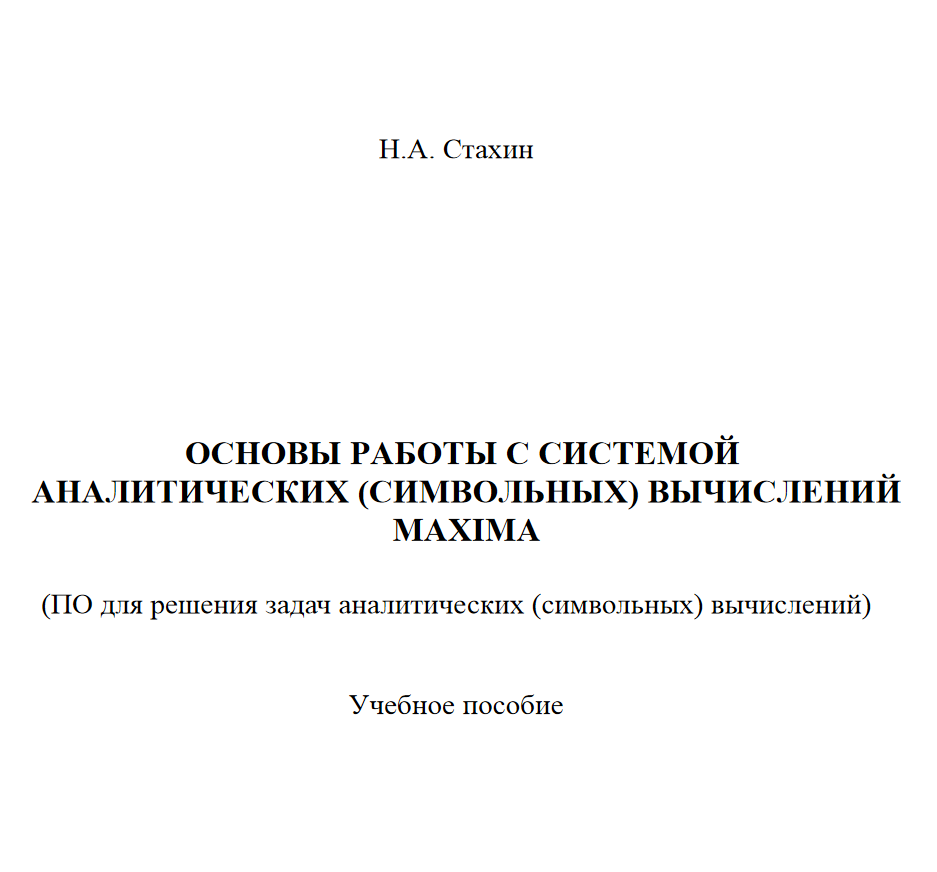 Н.А. Стахин
ОСНОВЫ РАБОТЫ С СИСТЕМОЙ
АНАЛИТИЧЕСКИХ (СИМВОЛЬНЫХ) ВЫЧИСЛЕНИЙ
MAXIMA
(ПО для решения задач аналитических (символьных) вычислений)
Учебное пособие